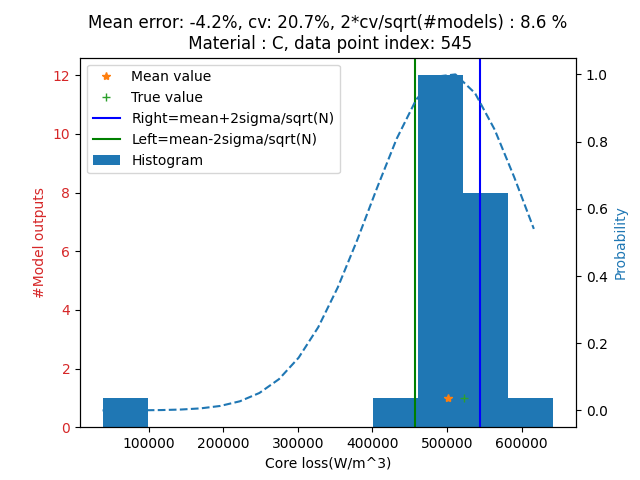 Mean error: -4.2%, cv: 20.7%, 2*cv/sqrt(#models) : 8.6 %
Material : C, data point index: 545
Mean value
True value
Right=mean+2sigma/sqrt(N)
Left=mean-2sigma/sqrt(N)
Histogram
12
10
8
6
4
2
0
#Model outputs
1.0
0.8
0.6
0.4
0.2
0.0
Probability
100000 200000 300000 400000 500000 600000
Core loss(W/m^3)